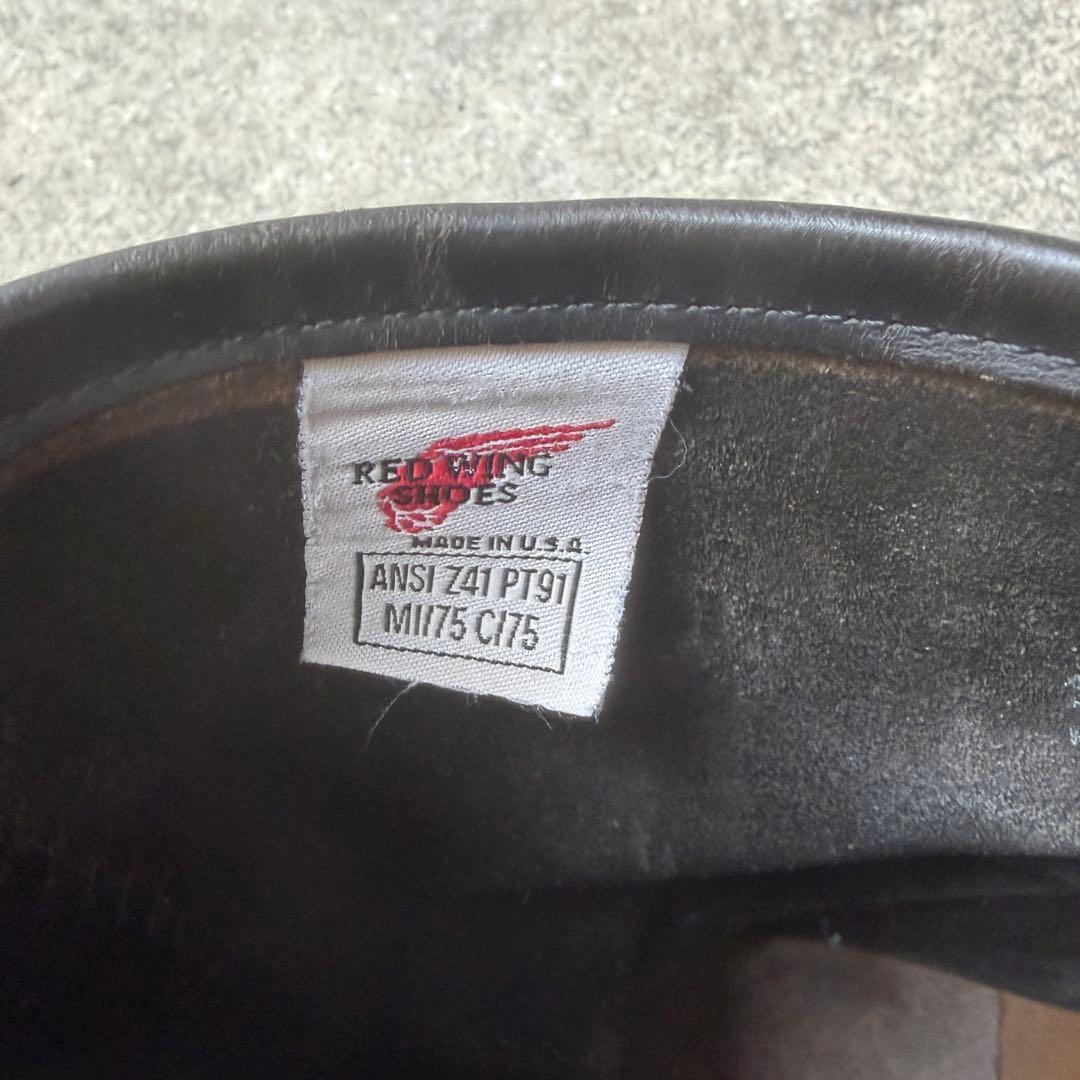 RED WING
SHOES
MADE IN U.S.A.
ANSI Z41 PT91
MI/75 C/75